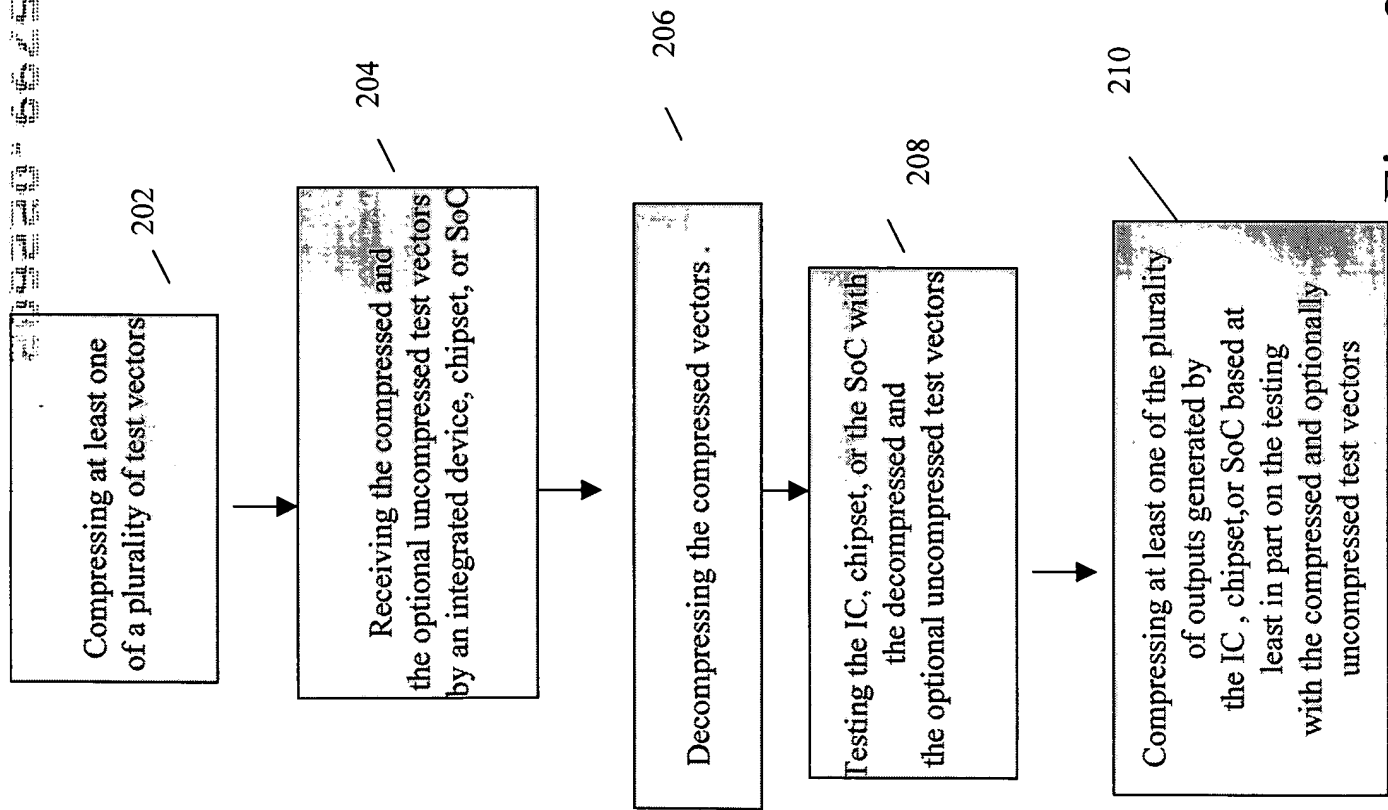 202
Compressing at least one
of a plurality of test vectors
204
Receiving the compressed and
the optional uncompressed test vectors
by an integrated device, chipset, or SoC
206
Decompressing the compressed vectors .
208
Testing the IC, chipset, or the SoC with
the decompressed and
the optional uncompressed test vectors
210
Compressing at least one of the plurality
of outputs generated by
the IC , chipset,or SoC based at
least in part on the testing
with the compressed and optionally
uncompressed test vectors